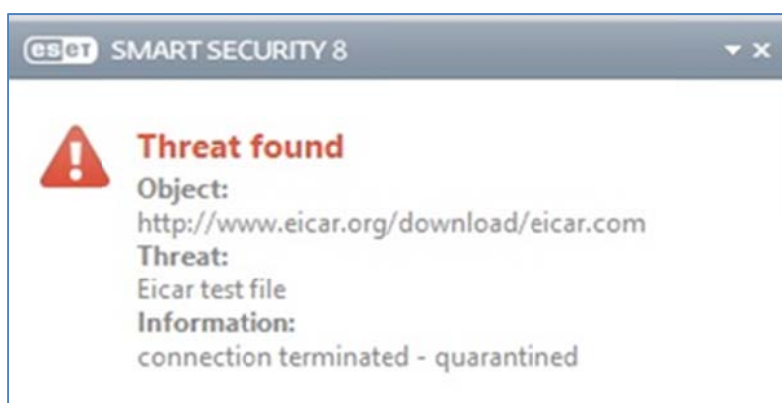 eset SMART SECURITY 8
Threat found
Object:
http://www.eicar.org/download/eicar.com
Threat:
Eicar test file
Information:
connection terminated - quarantined